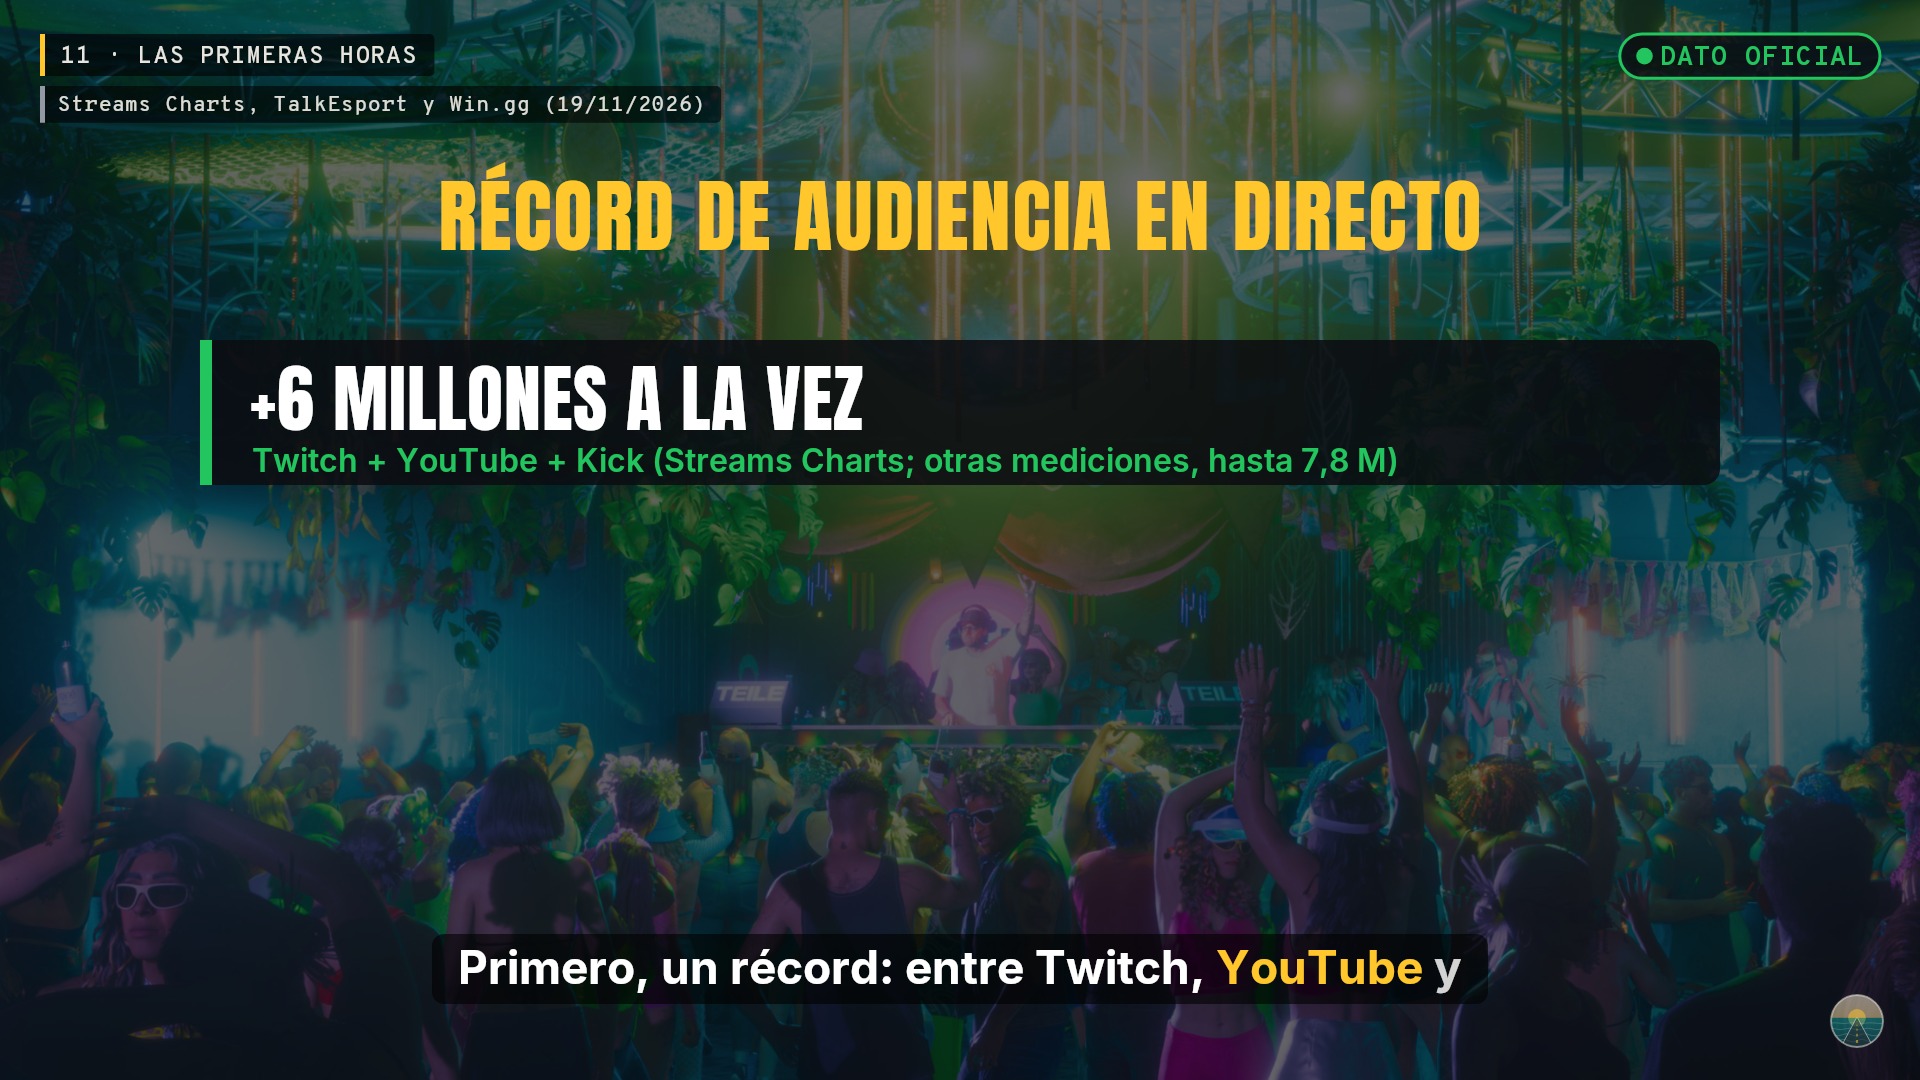 11 · LAS PRIMERAS HORAS
DATO OFICIAL
Streams Charts, TalkEsport y Win.gg (19/11/2026)
RÉCORD DE AUDIENCIA EN DIRECTO
+6 MILLONES A LA VEZ
Twitch + YouTube + Kick (Streams Charts; otras mediciones, hasta 7,8 M)
TEILE
TEILE
Primero, un récord: entre Twitch, YouTube y